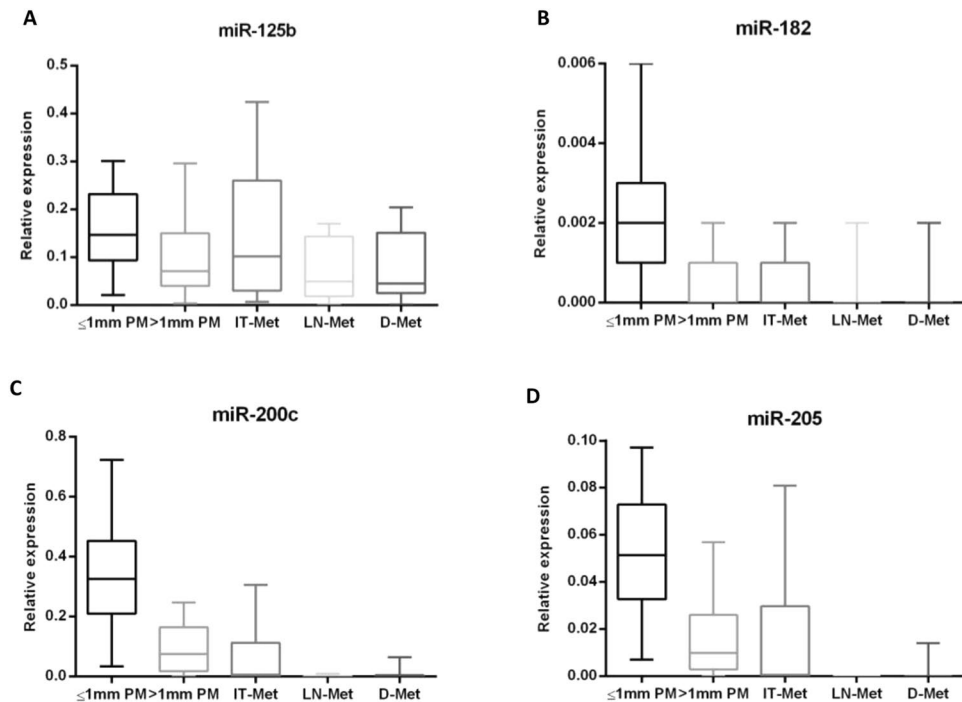 A
miR-125b
Relative expression
0.5
0.4
0.3
0.2
0.1
0.0
≤1mm PM >1mm PM IT-Met LN-Met D-Met
B
miR-182
Relative expression
0.006
0.004
0.002
0.000
≤1mm PM >1mm PM IT-Met LN-Met D-Met
C
miR-200c
Relative expression
0.8
0.6
0.4
0.2
0.0
≤1mm PM >1mm PM IT-Met LN-Met D-Met
D
miR-205
Relative expression
0.10
0.08
0.06
0.04
0.02
0.00
≤1mm PM >1mm PM IT-Met LN-Met D-Met